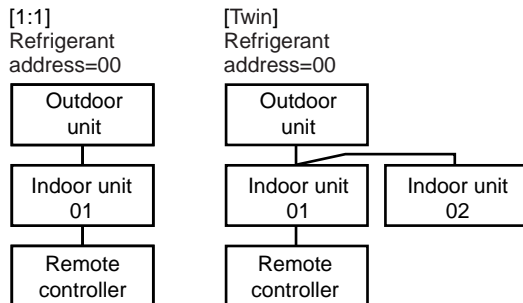 [1:1]
Refrigerant
address=00
Outdoor
unit
Indoor unit
01
Remote
controller
[Twin]
Refrigerant
address=00
Outdoor
unit
Indoor unit
01
Indoor unit
02
Remote
controller